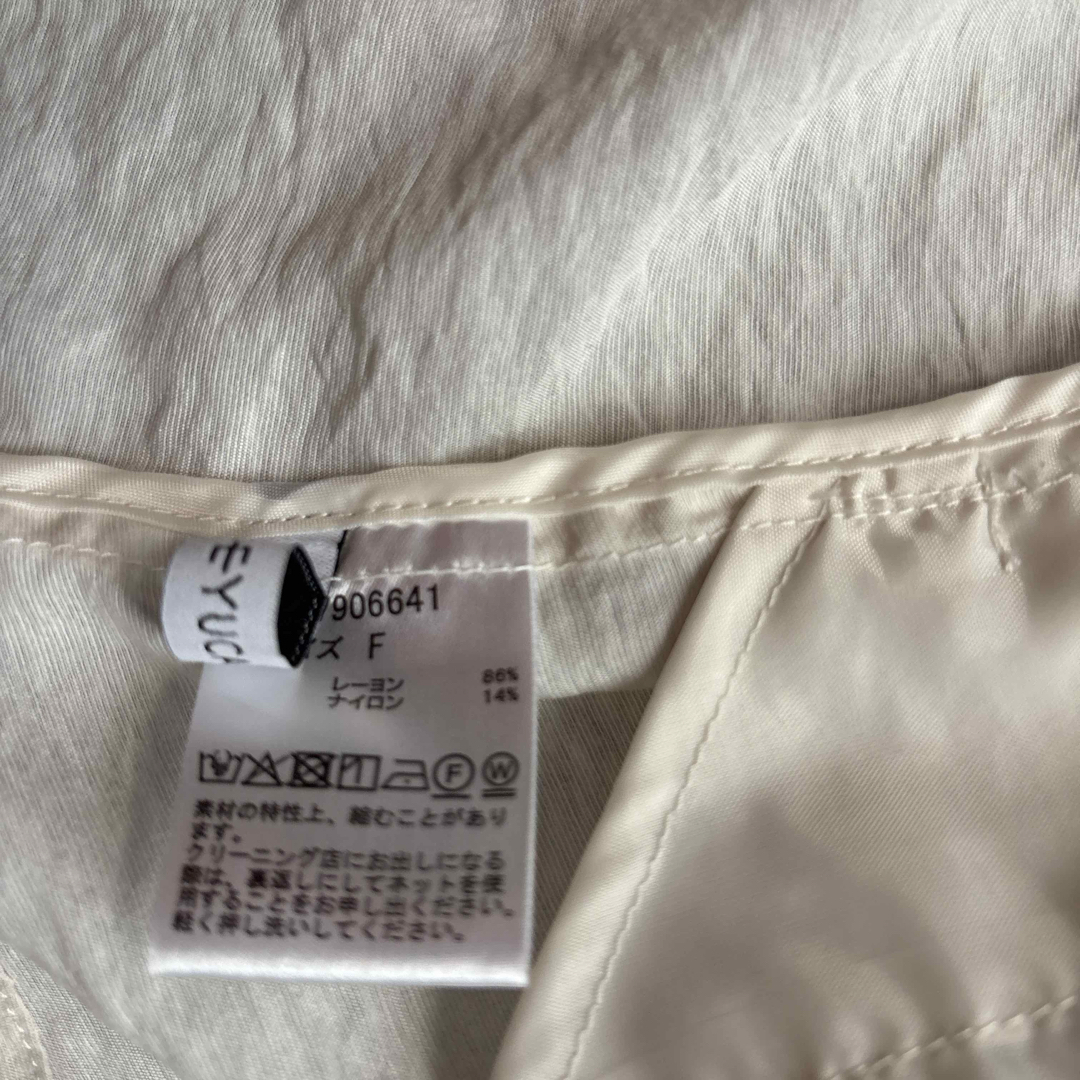 EYUCA
906641
イズ F
レーヨン 86%
ナイロン 14%
F W
素材の特性上、縮むことがあり
ます。
クリーニング店にお出しになる
際は、裏返しにしてネットを使
用することをお申し出ください。
軽く押し洗いしてください。